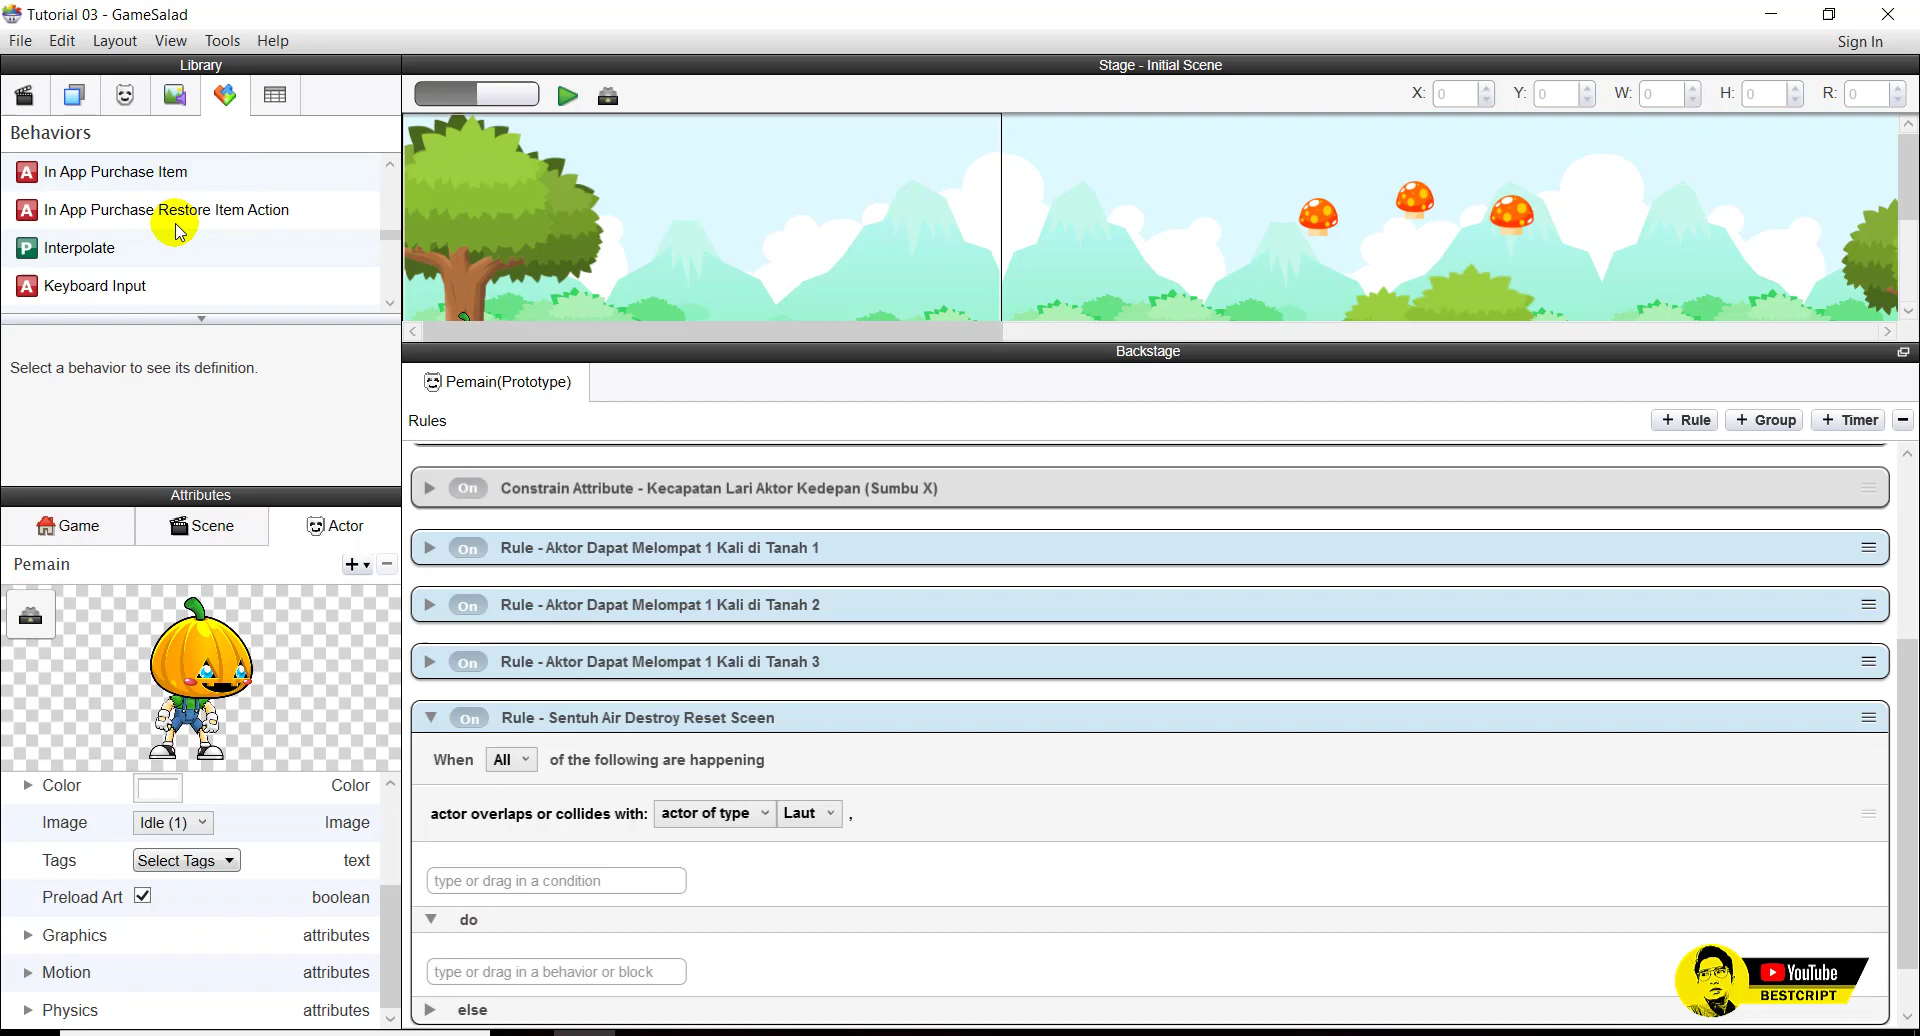 Tutorial 03 - GameSalad
File Edit Layout View Tools Help
Sign In
Library
Stage - Initial Scene
X: 0 Y: 0 W: 0 H: 0 R: 0
Behaviors
A In App Purchase Item
A In App Purchase Restore Item Action
P Interpolate
A Keyboard Input
Select a behavior to see its definition.
Backstage
Pemain(Prototype)
Rules
+ Rule + Group + Timer
On Constrain Attribute - Kecapatan Lari Aktor Kedepan (Sumbu X)
On Rule - Aktor Dapat Melompat 1 Kali di Tanah 1
On Rule - Aktor Dapat Melompat 1 Kali di Tanah 2
On Rule - Aktor Dapat Melompat 1 Kali di Tanah 3
On Rule - Sentuh Air Destroy Reset Sceen
When All of the following are happening
actor overlaps or collides with: actor of type Laut ,
type or drag in a condition
do
type or drag in a behavior or block
else
Attributes
Game Scene Actor
Pemain
Color Color
Image Idle (1) Image
Tags Select Tags text
Preload Art boolean
Graphics attributes
Motion attributes
Physics attributes
YouTube
BESTCRIPT